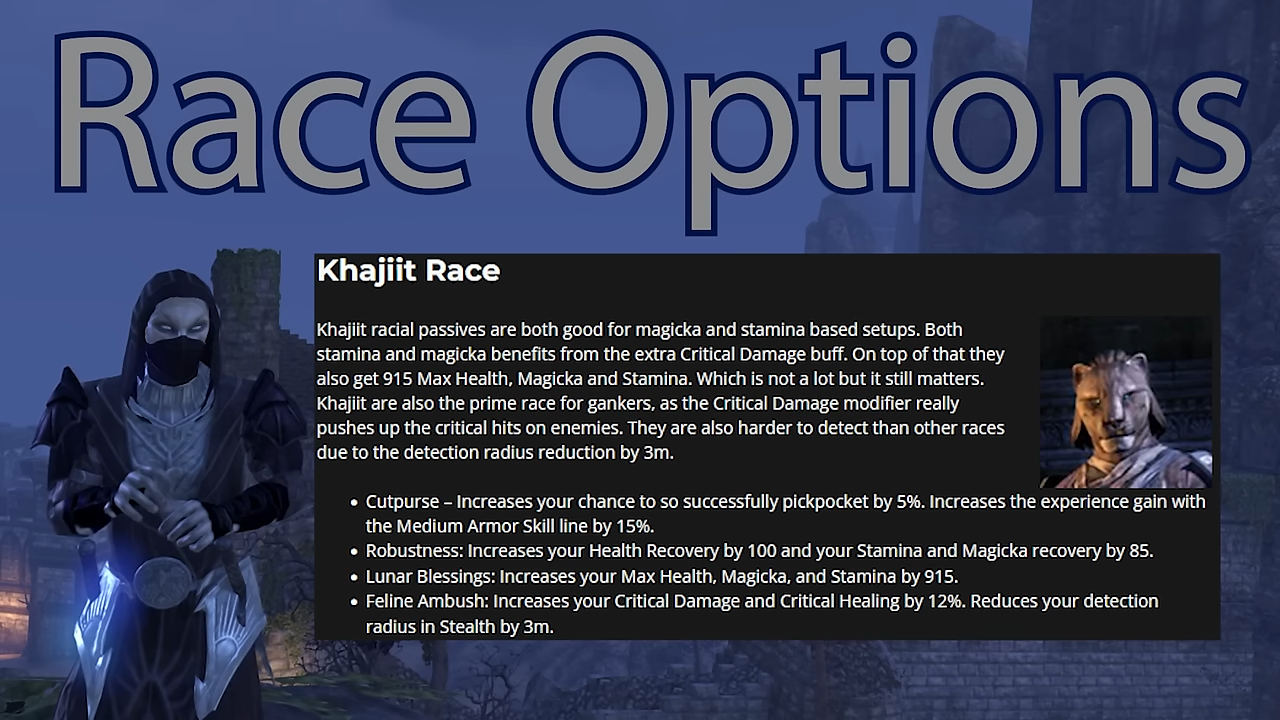 Race Options
Khajiit Race
Khajiit racial passives are both good for magicka and stamina based setups. Both
stamina and magicka benefits from the extra Critical Damage buff. On top of that they
also get 915 Max Health, Magicka and Stamina. Which is not a lot but it still matters.
Khajiit are also the prime race for gankers, as the Critical Damage modifier really
pushes up the critical hits on enemies. They are also harder to detect than other races
due to the detection radius reduction by 3m.
• Cutpurse – Increases your chance to so successfully pickpocket by 5%. Increases the experience gain with
the Medium Armor Skill line by 15%.
• Robustness: Increases your Health Recovery by 100 and your Stamina and Magicka recovery by 85.
• Lunar Blessings: Increases your Max Health, Magicka, and Stamina by 915.
• Feline Ambush: Increases your Critical Damage and Critical Healing by 12%. Reduces your detection
radius in Stealth by 3m.